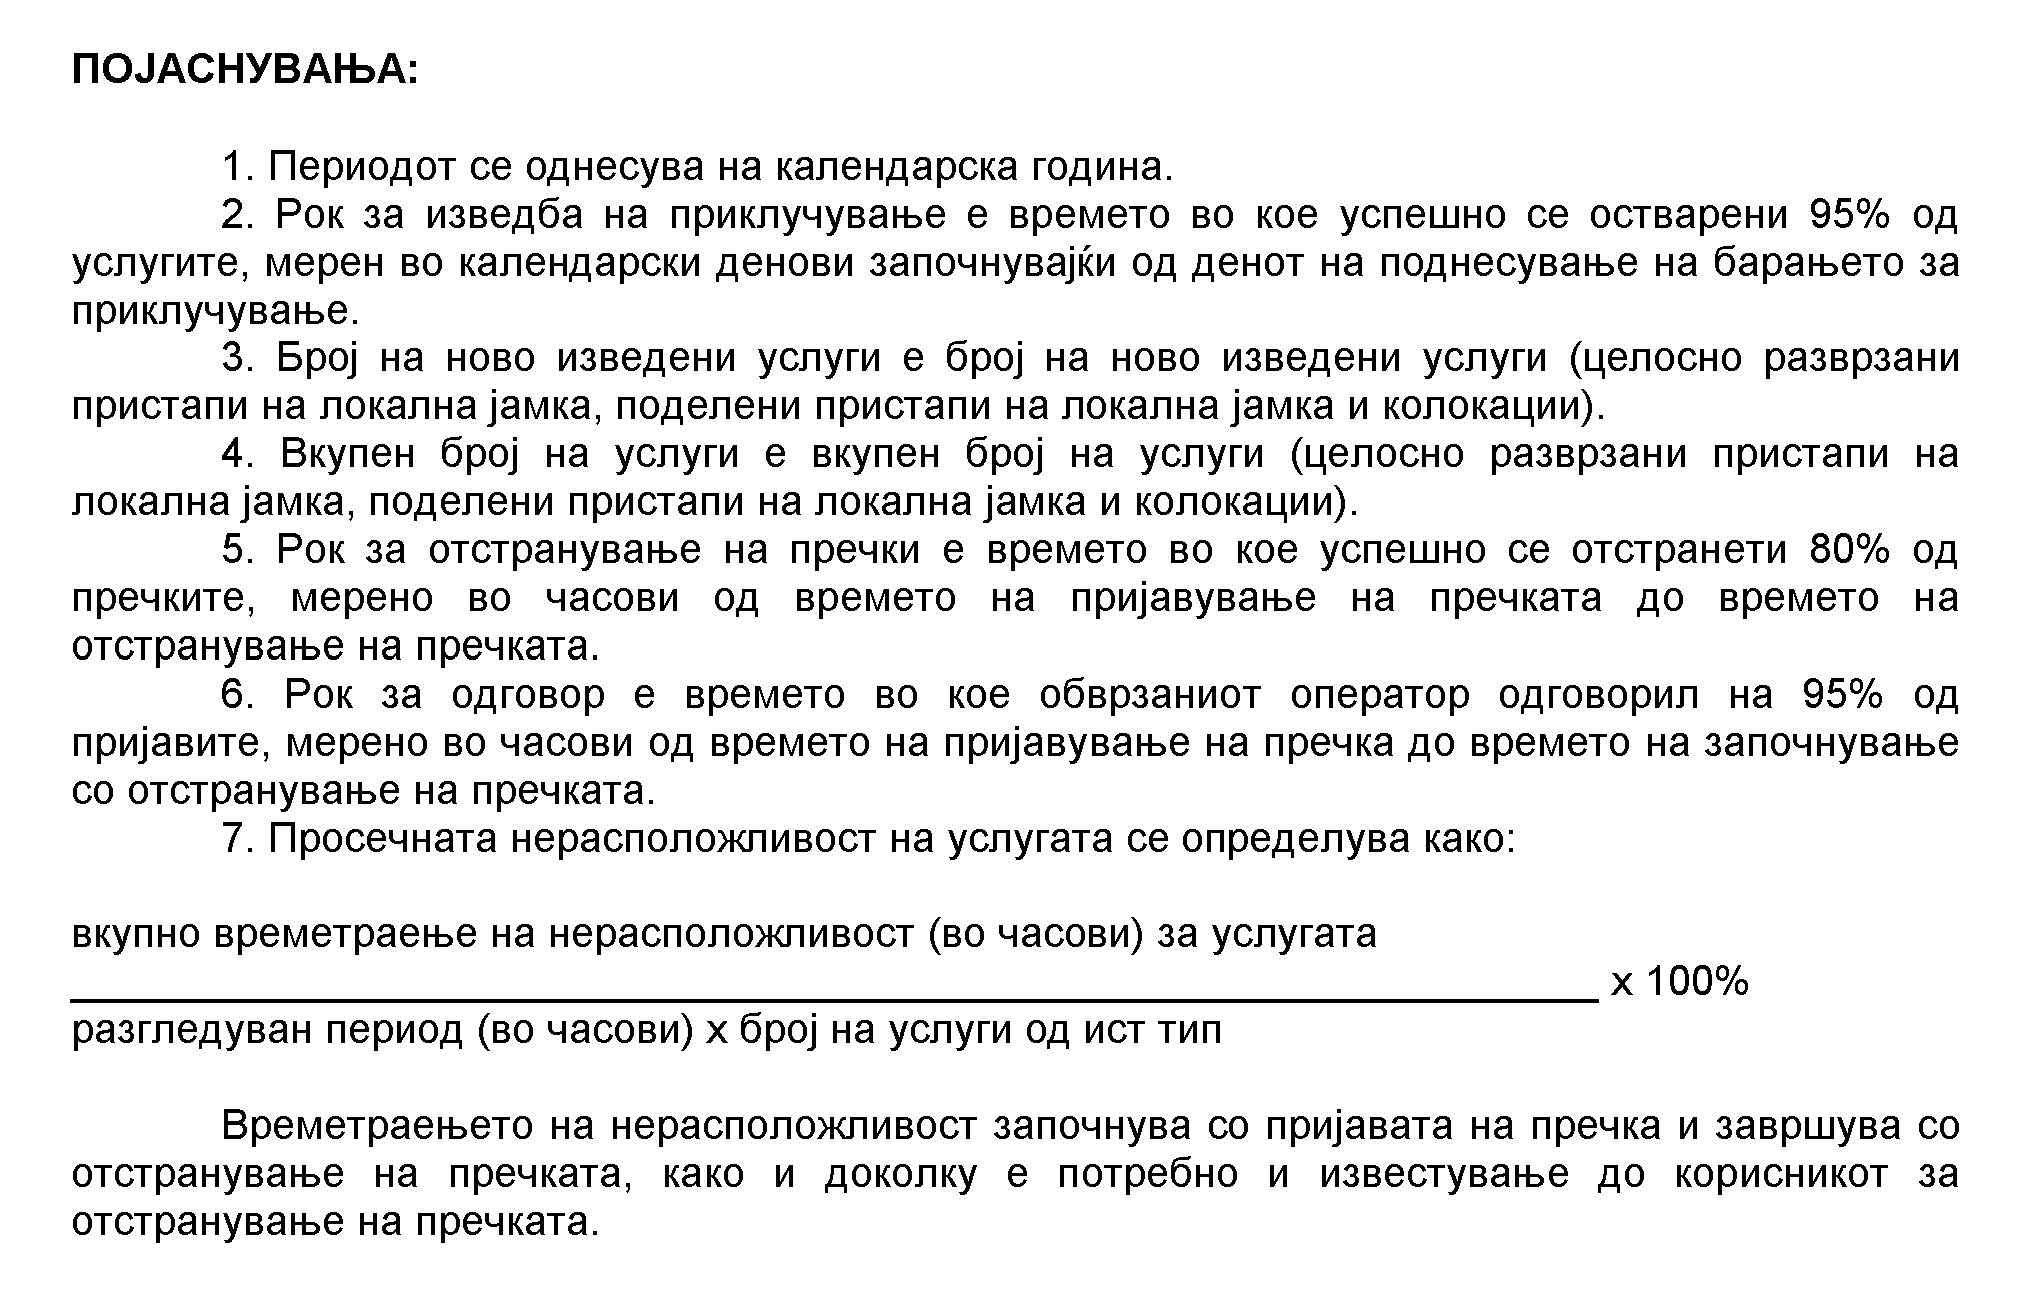 ПОЈАСНУВАЊА:
1. Периодот се однесува на календарска година.
2. Рок за изведба на приклучување е времето во кое успешно се остварени 95% од
услугите, мерен во календарски денови започнувајќи од денот на поднесување на барањето за
приклучување.
3. Број на ново изведени услуги е број на ново изведени услуги (целосно разврзани
пристапи на локална јамка, поделени пристапи на локална јамка и колокации).
4. Вкупен број на услуги е вкупен број на услуги (целосно разврзани пристапи на
локална јамка, поделени пристапи на локална јамка и колокации).
5. Рок за отстранување на пречки е времето во кое успешно се отстранети 80% од
пречките, мерено во часови од времето на пријавување на пречката до времето на
отстранување на пречката.
6. Рок за одговор е времето во кое обврзаниот оператор одговорил на 95% од
пријавите, мерено во часови од времето на пријавување на пречка до времето на започнување
со отстранување на пречката.
7. Просечната нерасположливост на услугата се определува како:
вкупно времетраење на нерасположливост (во часови) за услугата
x 100%
разгледуван период (во часови) x број на услуги од ист тип
Времетраењето на нерасположливост започнува со пријавата на пречка и завршува со
отстранување на пречката, како и доколку е потребно и известување до корисникот за
отстранување на пречката.